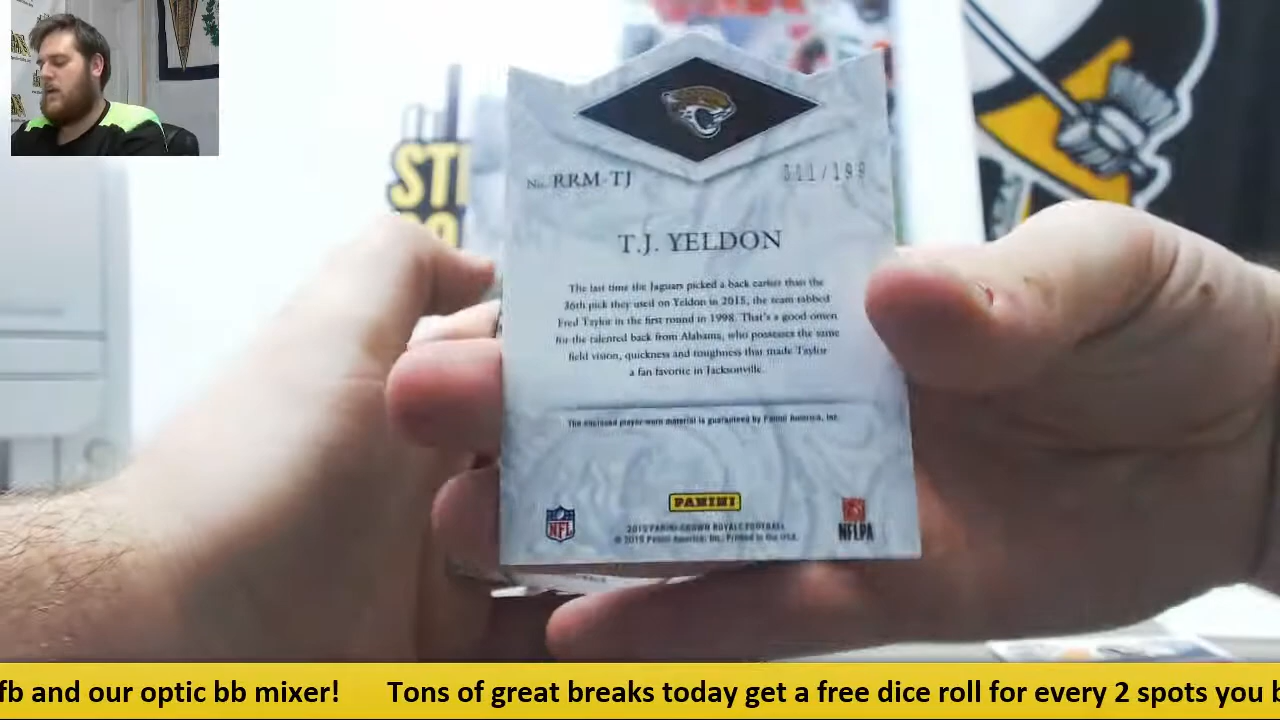 No. RRM-TJ
011/199
T.J. YELDON
The last time the Jaguars picked a back earlier than the
36th pick they used on Yeldon in 2015, the team tabbed
Fred Taylor in the first round in 1998. That's a good omen
for the talented back from Alabama, who possesses the same
field vision, quickness and toughness that made Taylor
a fan favorite in Jacksonville.
The enclosed player-worn material is guaranteed by Panini America, Inc.
PANINI
NFL
NFLPA
2015 PANINI-CROWN ROYALE FOOTBALL
© 2015 Panini America, Inc. Printed in the USA.
fb and our optic bb mixer! Tons of great breaks today get a free dice roll for every 2 spots you b